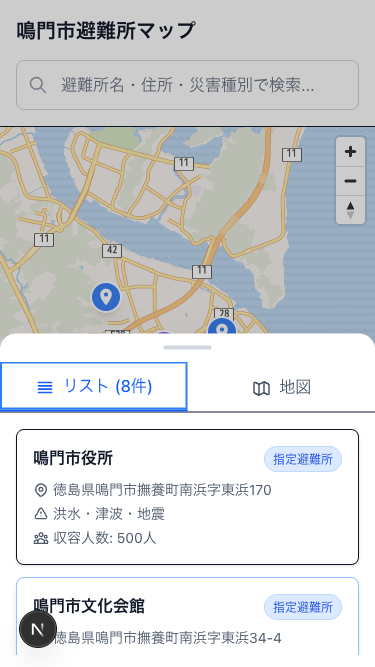 鳴門市避難所マップ
避難所名・住所・災害種別で検索...
11
11
11
42
11
28
リスト (8件)
地図
鳴門市役所
指定避難所
徳島県鳴門市撫養町南浜字東浜170
洪水・津波・地震
収容人数: 500人
鳴門市文化会館
指定避難所
徳島県鳴門市撫養町南浜字東浜34-4
N